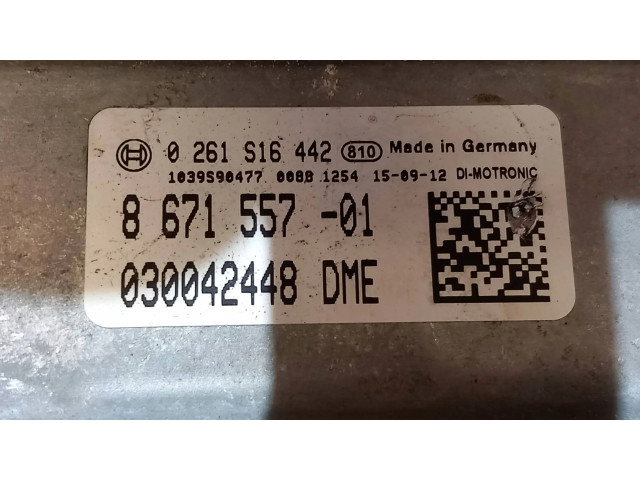 0 261 S16 442 810 Made in Germany
1039S90477 0088 1254 15-09-12 DI-MOTRONIC
8 671 557 -01
030042448 DME